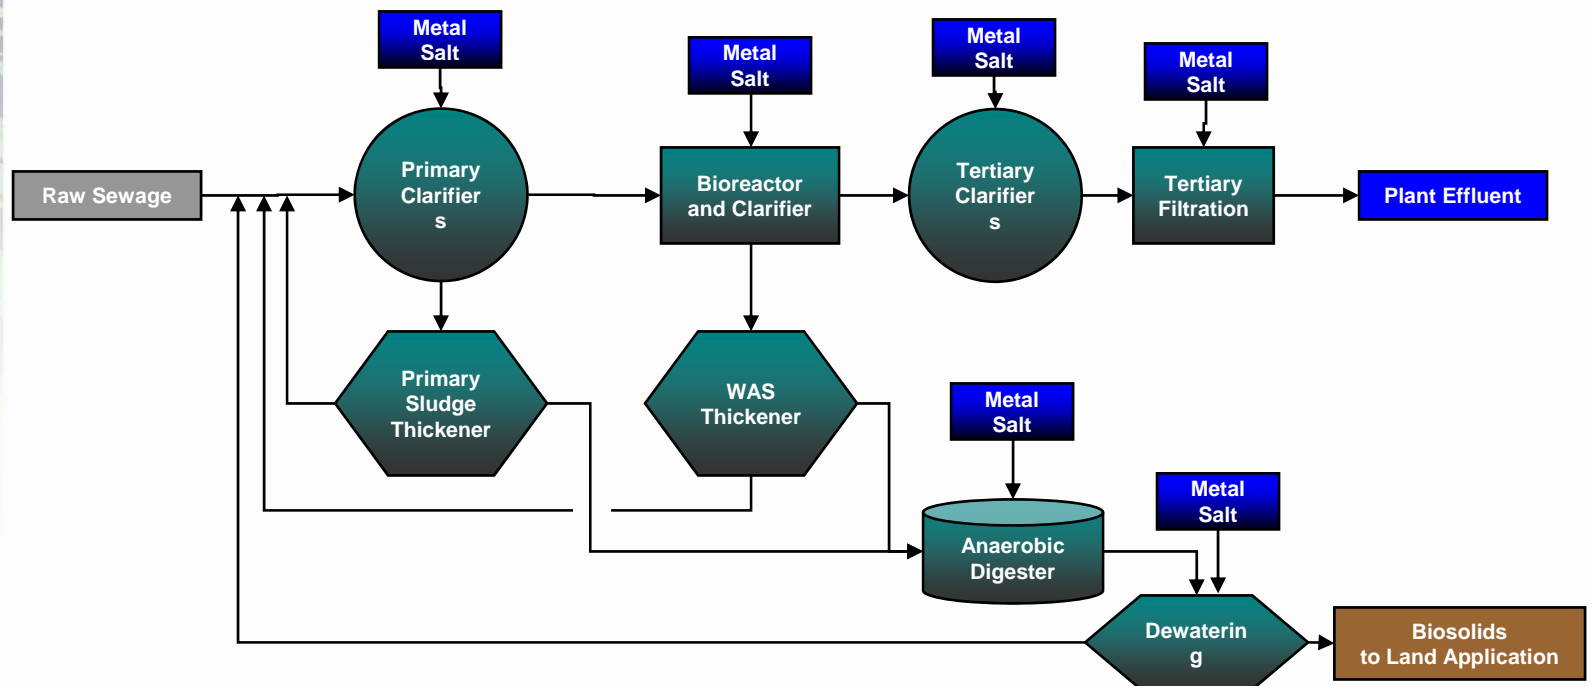 Metal
Salt
Metal
Salt
Metal
Salt
Metal
Salt
Raw Sewage
Primary
Clarifier
s
Bioreactor
and Clarifier
Tertiary
Clarifier
s
Tertiary
Filtration
Plant Effluent
Primary
Sludge
Thickener
WAS
Thickener
Metal
Salt
Metal
Salt
Anaerobic
Digester
Dewaterin
g
Biosolids
to Land Application